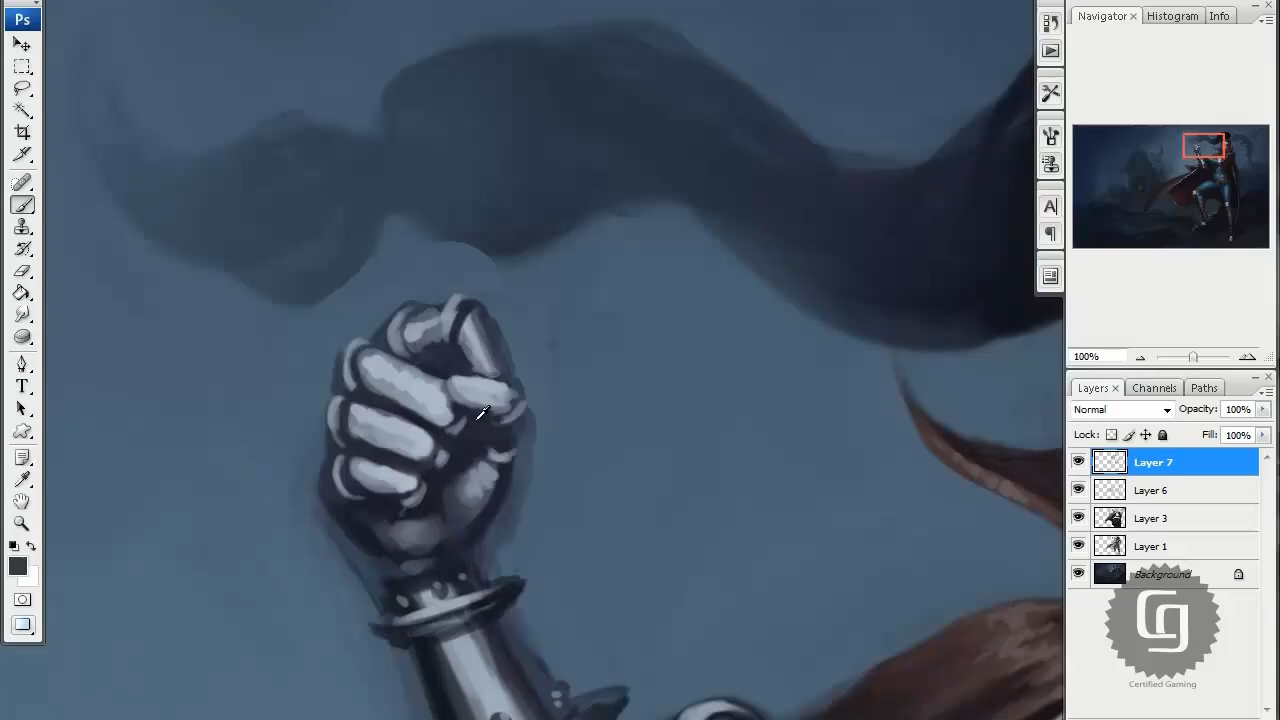 Ps
Navigator× Histogram Info
100%
Layers× Channels Paths
Normal Opacity: 100%
Lock: Fill: 100%
Layer 7
Layer 6
Layer 3
Layer 1
Background
CG
Certified Gaming
A
T